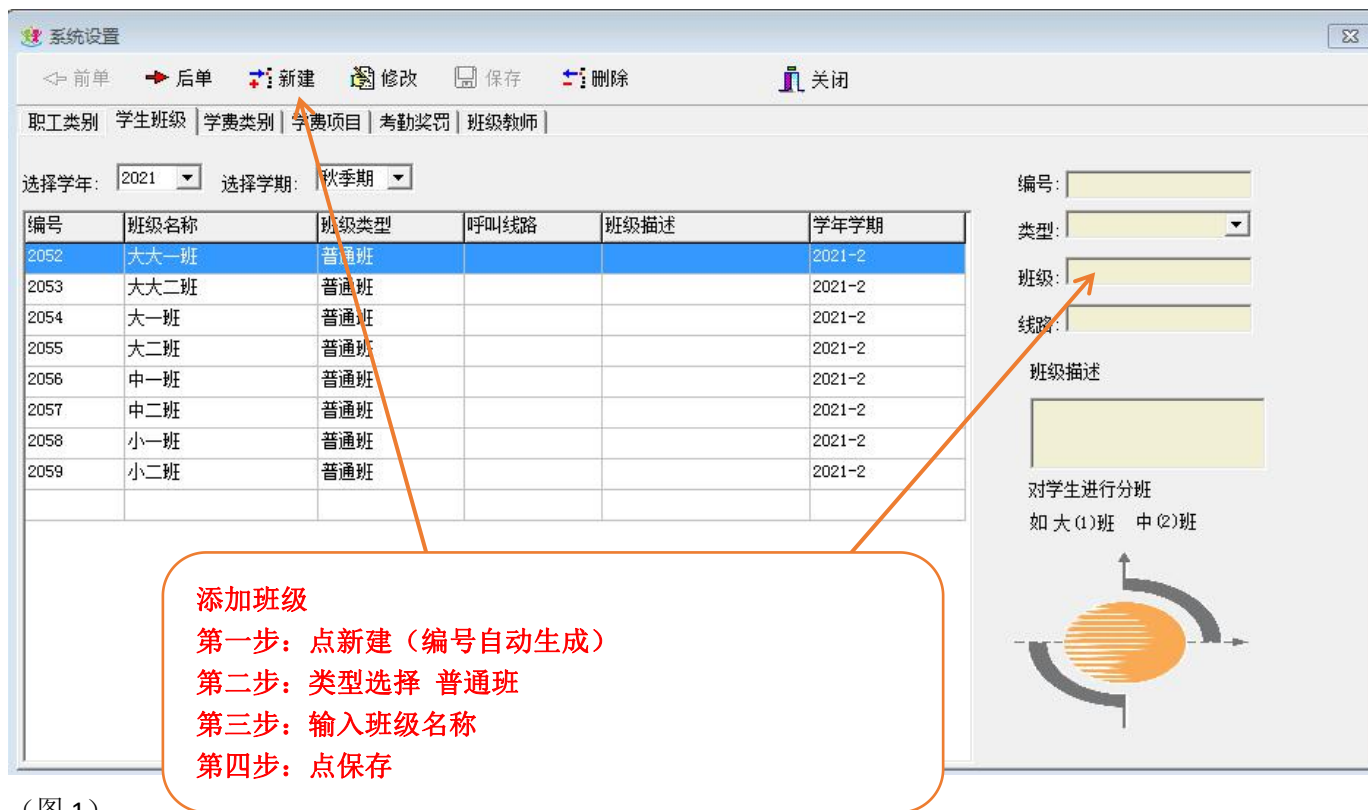 系统设置
前单 后单 新建 修改 保存 删除 关闭
职工类别 学生班级 学费类别 学费项目 考勤奖罚 班级教师
选择学年: 2021 选择学期: 秋季期
编号 班级名称 班级类型 呼叫线路 班级描述 学年学期
2052 大大一班 普通班 2021-2
2053 大大二班 普通班 2021-2
2054 大一班 普通班 2021-2
2055 大二班 普通班 2021-2
2056 中一班 普通班 2021-2
2057 中二班 普通班 2021-2
2058 小一班 普通班 2021-2
2059 小二班 普通班 2021-2
编号:
类型:
班级:
线路:
班级描述
对学生进行分班
如 大(1)班 中(2)班
添加班级
第一步：点新建（编号自动生成）
第二步：类型选择 普通班
第三步：输入班级名称
第四步：点保存
（图 1）